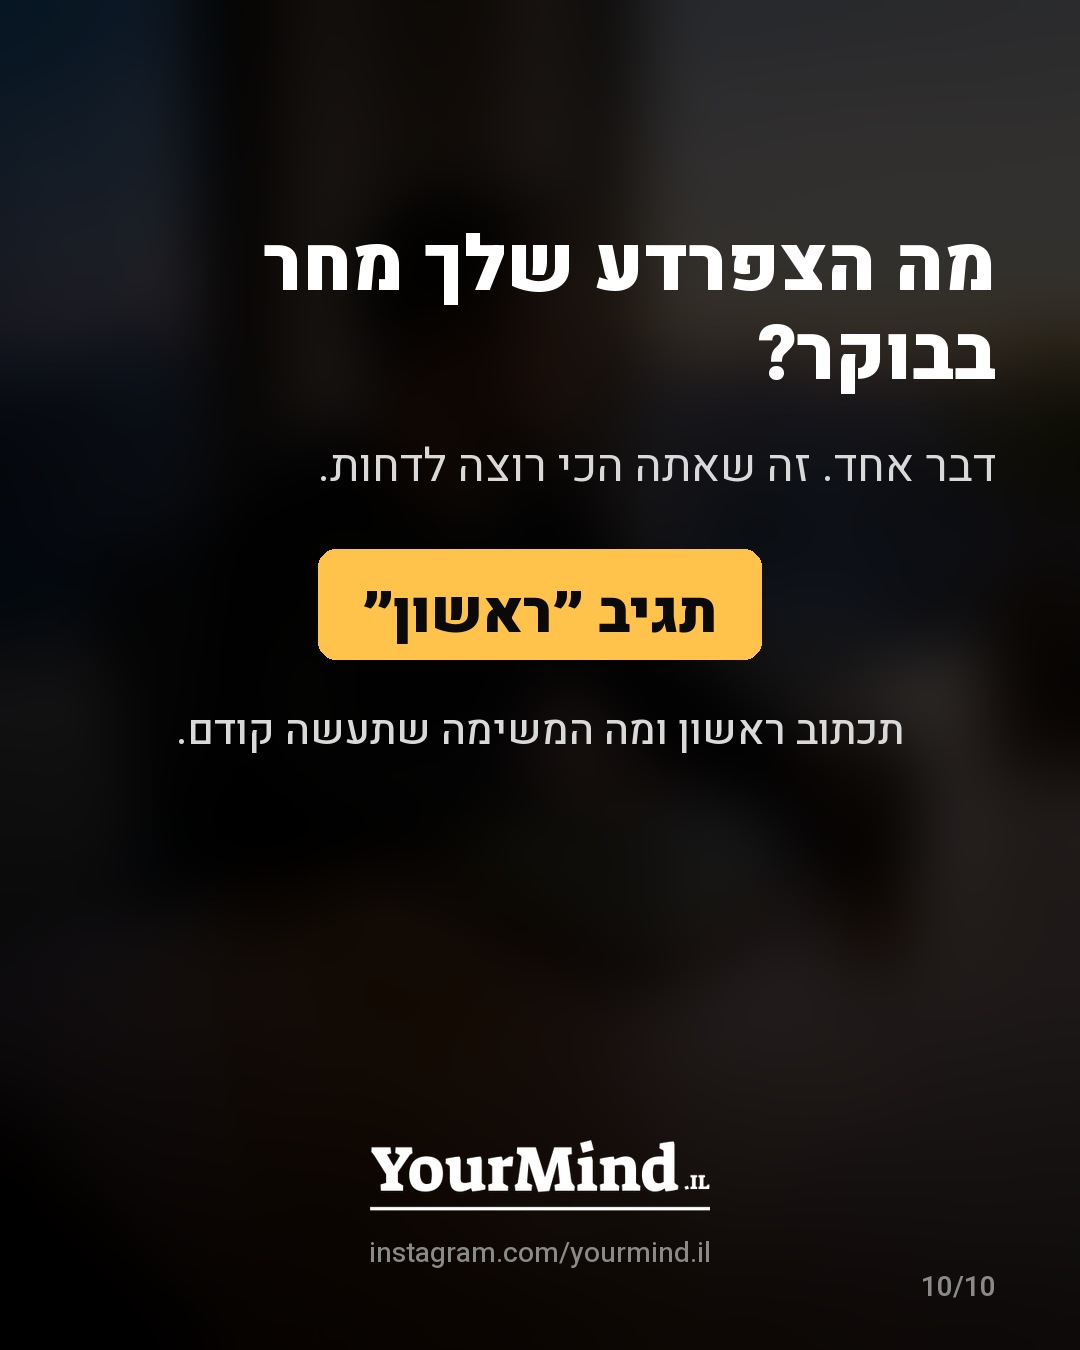 מה הצפרדע שלך מחר
בבוקר?
דבר אחד. זה שאתה הכי רוצה לדחות.
תגיב ״ראשון״
תכתוב ראשון ומה המשימה שתעשה קודם.
YourMind.IL
instagram.com/yourmind.il
10/10